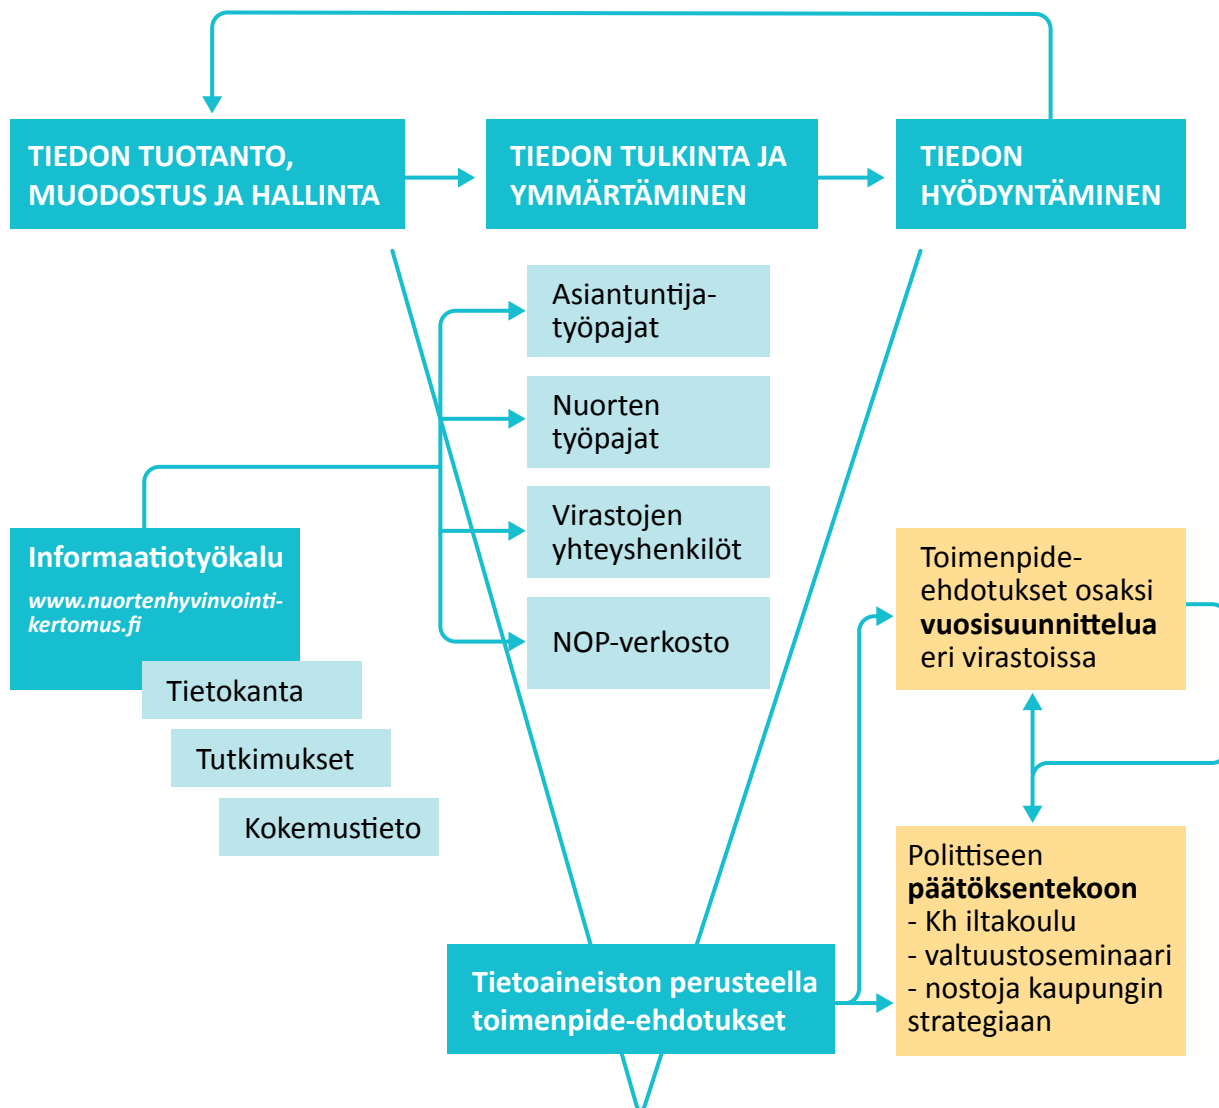 TIEDON TUOTANTO,
MUODOSTUS JA HALLINTA
TIEDON TULKINTA JA
YMMÄRTÄMINEN
TIEDON
HYÖDYNTÄMINEN
Asiantuntija-
työpajat
Nuorten
työpajat
Virastojen
yhteyshenkilöt
NOP-verkosto
Informaatiotyökalu
www.nuortenhyvinvointi-
kertomus.fi
Tietokanta
Tutkimukset
Kokemustieto
Toimenpide-
ehdotukset osaksi
vuosisuunnittelua
eri virastoissa
Polittiseen
päätöksentekoon
- Kh iltakoulu
- valtuustoseminaari
- nostoja kaupungin
strategiaan
Tietoaineiston perusteella
toimenpide-ehdotukset